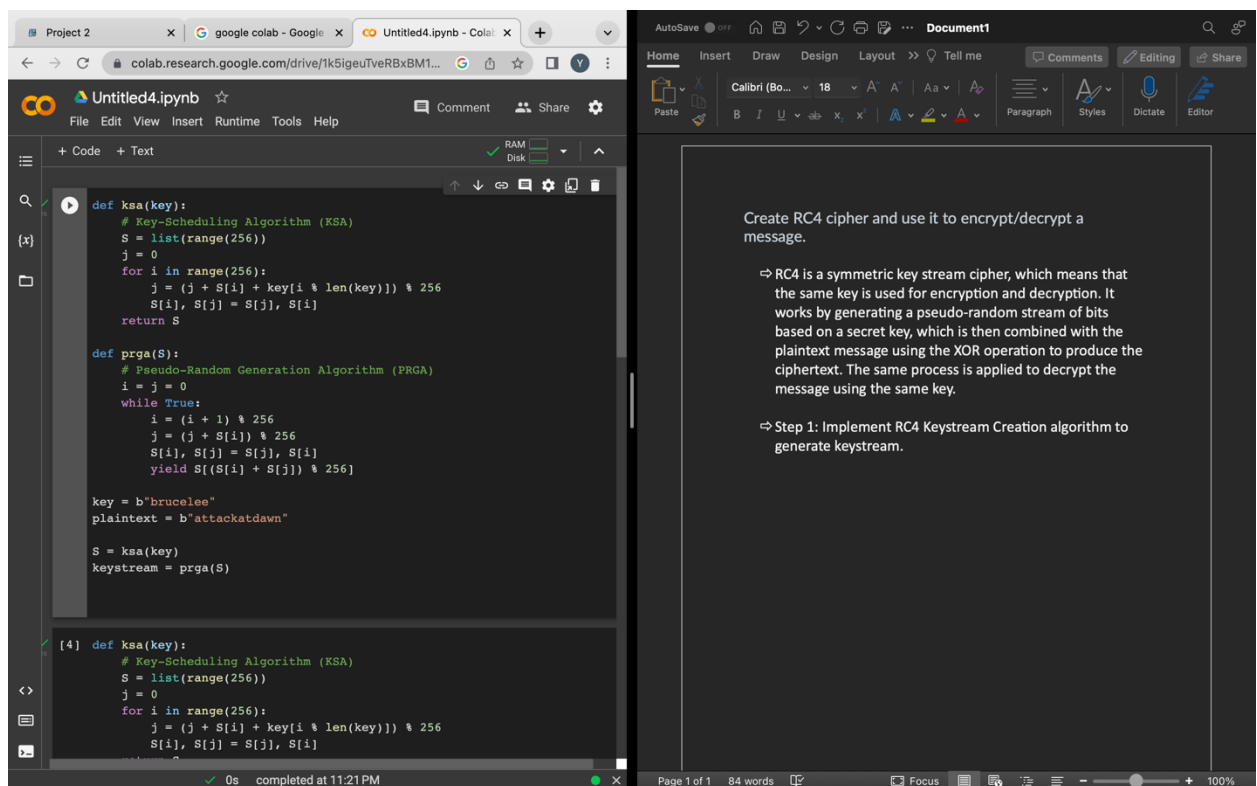 Project 2
google colab - Google
Untitled4.ipynb - Colab
colab.research.google.com/drive/1k5igeuTveRBxBM1...
G
Y
Untitled4.ipynb
Comment
Share
File Edit View Insert Runtime Tools Help
+ Code + Text
RAM
Disk
{x}
def ksa(key):
    # Key-Scheduling Algorithm (KSA)
    S = list(range(256))
    j = 0
    for i in range(256):
        j = (j + S[i] + key[i % len(key)]) % 256
        S[i], S[j] = S[j], S[i]
    return S
def prga(S):
    # Pseudo-Random Generation Algorithm (PRGA)
    i = j = 0
    while True:
        i = (i + 1) % 256
        j = (j + S[i]) % 256
        S[i], S[j] = S[j], S[i]
        yield S[(S[i] + S[j]) % 256]
key = b"brucelee"
plaintext = b"attackatdawn"
S = ksa(key)
keystream = prga(S)
[4] def ksa(key):
    # Key-Scheduling Algorithm (KSA)
    S = list(range(256))
    j = 0
    for i in range(256):
        j = (j + S[i] + key[i % len(key)]) % 256
        S[i], S[j] = S[j], S[i]
0s completed at 11:21 PM
AutoSave OFF Document1
Home Insert Draw Design Layout >> Tell me
Comments Editing Share
Paste
Calibri (Bo... 18 A^ Aˇ Aa A
B I U ab x₂ x² A A
Paragraph Styles Dictate Editor
Create RC4 cipher and use it to encrypt/decrypt a
message.
⇨ RC4 is a symmetric key stream cipher, which means that
the same key is used for encryption and decryption. It
works by generating a pseudo-random stream of bits
based on a secret key, which is then combined with the
plaintext message using the XOR operation to produce the
ciphertext. The same process is applied to decrypt the
message using the same key.
⇨ Step 1: Implement RC4 Keystream Creation algorithm to
generate keystream.
Page 1 of 1 84 words Focus 100%